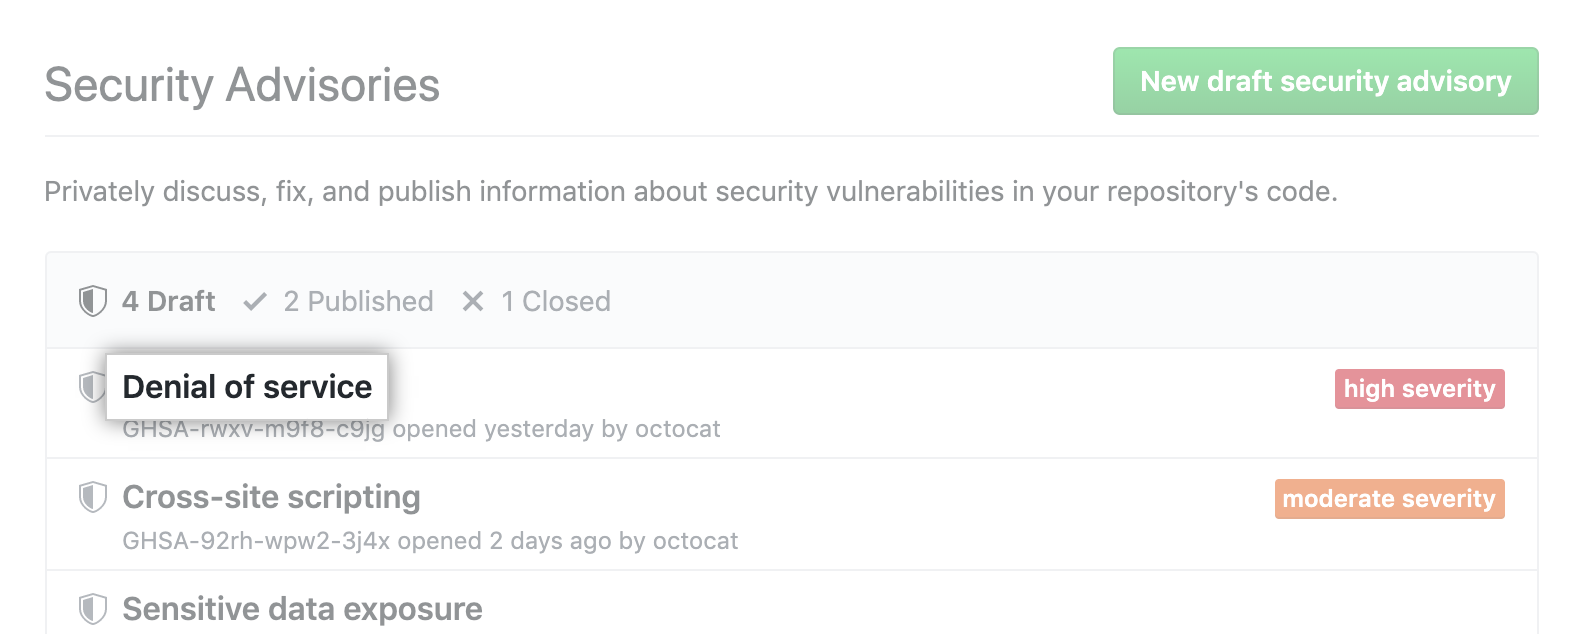 Security Advisories
New draft security advisory
Privately discuss, fix, and publish information about security vulnerabilities in your repository's code.
4 Draft 2 Published 1 Closed
Denial of service
high severity
GHSA-rwxv-m9f8-c9jg opened yesterday by octocat
Cross-site scripting
moderate severity
GHSA-92rh-wpw2-3j4x opened 2 days ago by octocat
Sensitive data exposure